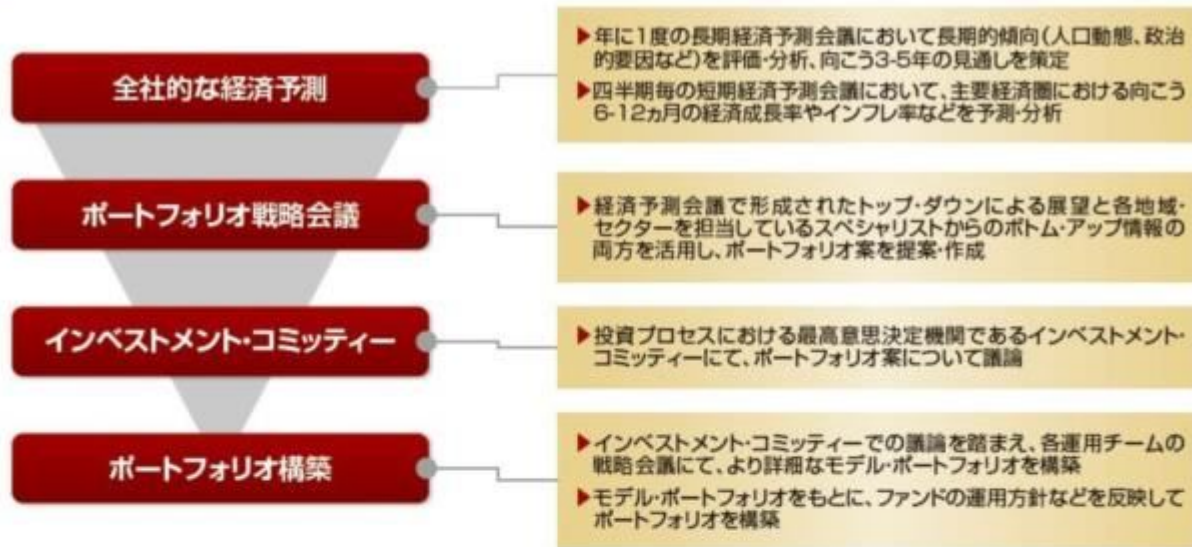 全社的な経済予測
▶年に1度の長期経済予測会議において長期的傾向(人口動態、政治
的要因など)を評価・分析、向こう3-5年の見通しを策定
▶四半期毎の短期経済予測会議において、主要経済圏における向こう
6-12ヵ月の経済成長率やインフレ率などを予測・分析
ポートフォリオ戦略会議
▶経済予測会議で形成されたトップ・ダウンによる展望と各地域・
セクターを担当しているスペシャリストからのボトム・アップ情報の
両方を活用し、ポートフォリオ案を提案・作成
インベストメント・コミッティー
▶投資プロセスにおける最高意思決定機関であるインベストメント・
コミッティーにて、ポートフォリオ案について議論
ポートフォリオ構築
▶インベストメント・コミッティーでの議論を踏まえ、各運用チームの
戦略会議にて、より詳細なモデル・ポートフォリオを構築
▶モデル・ポートフォリオをもとに、ファンドの運用方針などを反映して
ポートフォリオを構築